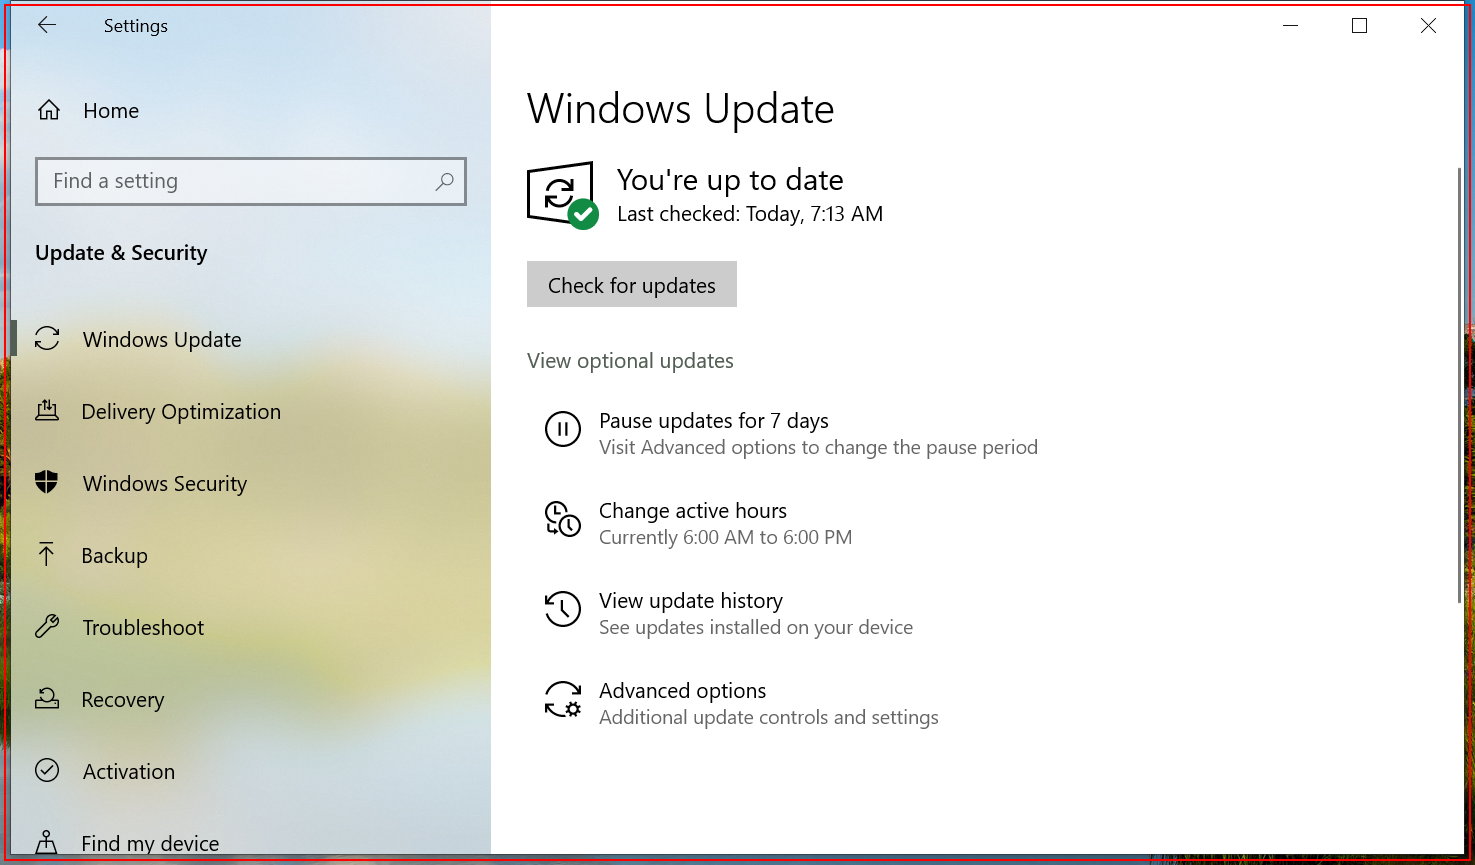 Settings
Home
Find a setting
Update & Security
Windows Update
Delivery Optimization
Windows Security
Backup
Troubleshoot
Recovery
Activation
Find my device
Windows Update
You're up to date
Last checked: Today, 7:13 AM
Check for updates
View optional updates
Pause updates for 7 days
Visit Advanced options to change the pause period
Change active hours
Currently 6:00 AM to 6:00 PM
View update history
See updates installed on your device
Advanced options
Additional update controls and settings